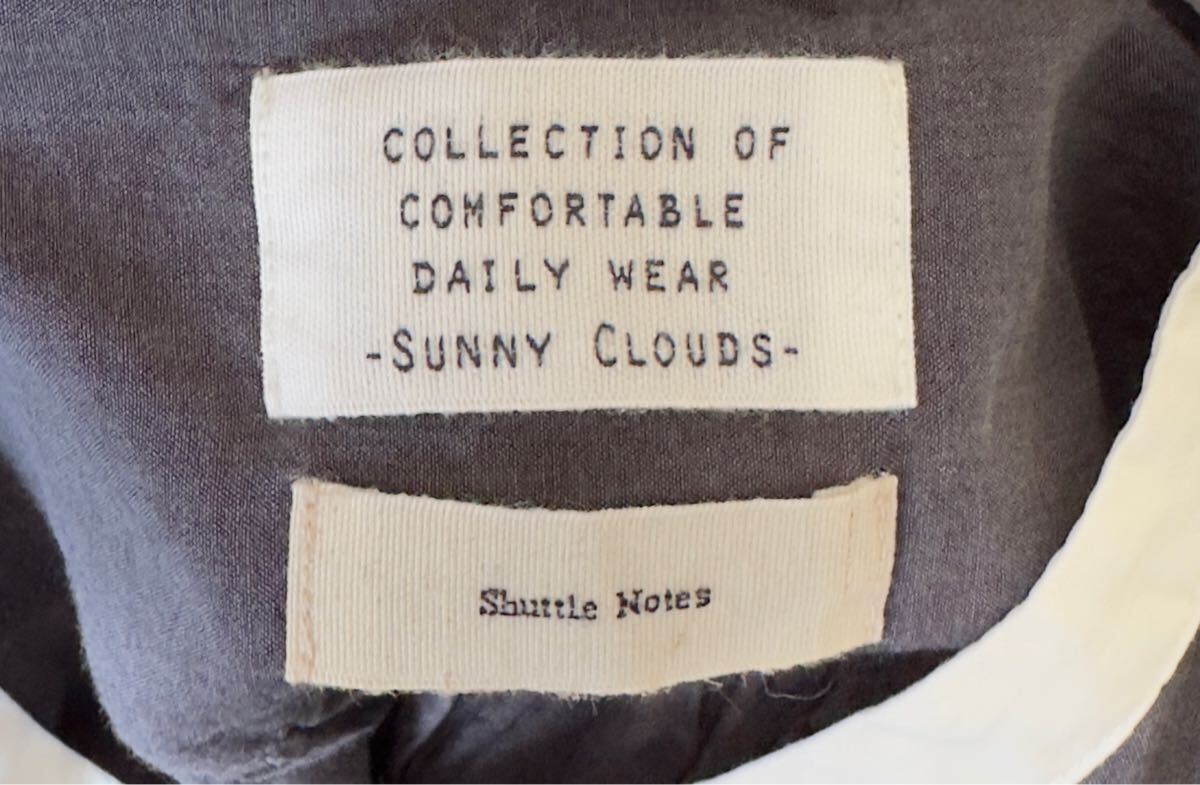 COLLECTION OF
COMFORTABLE
DAILY WEAR
-SUNNY CLOUDS-
Shuttle Notes